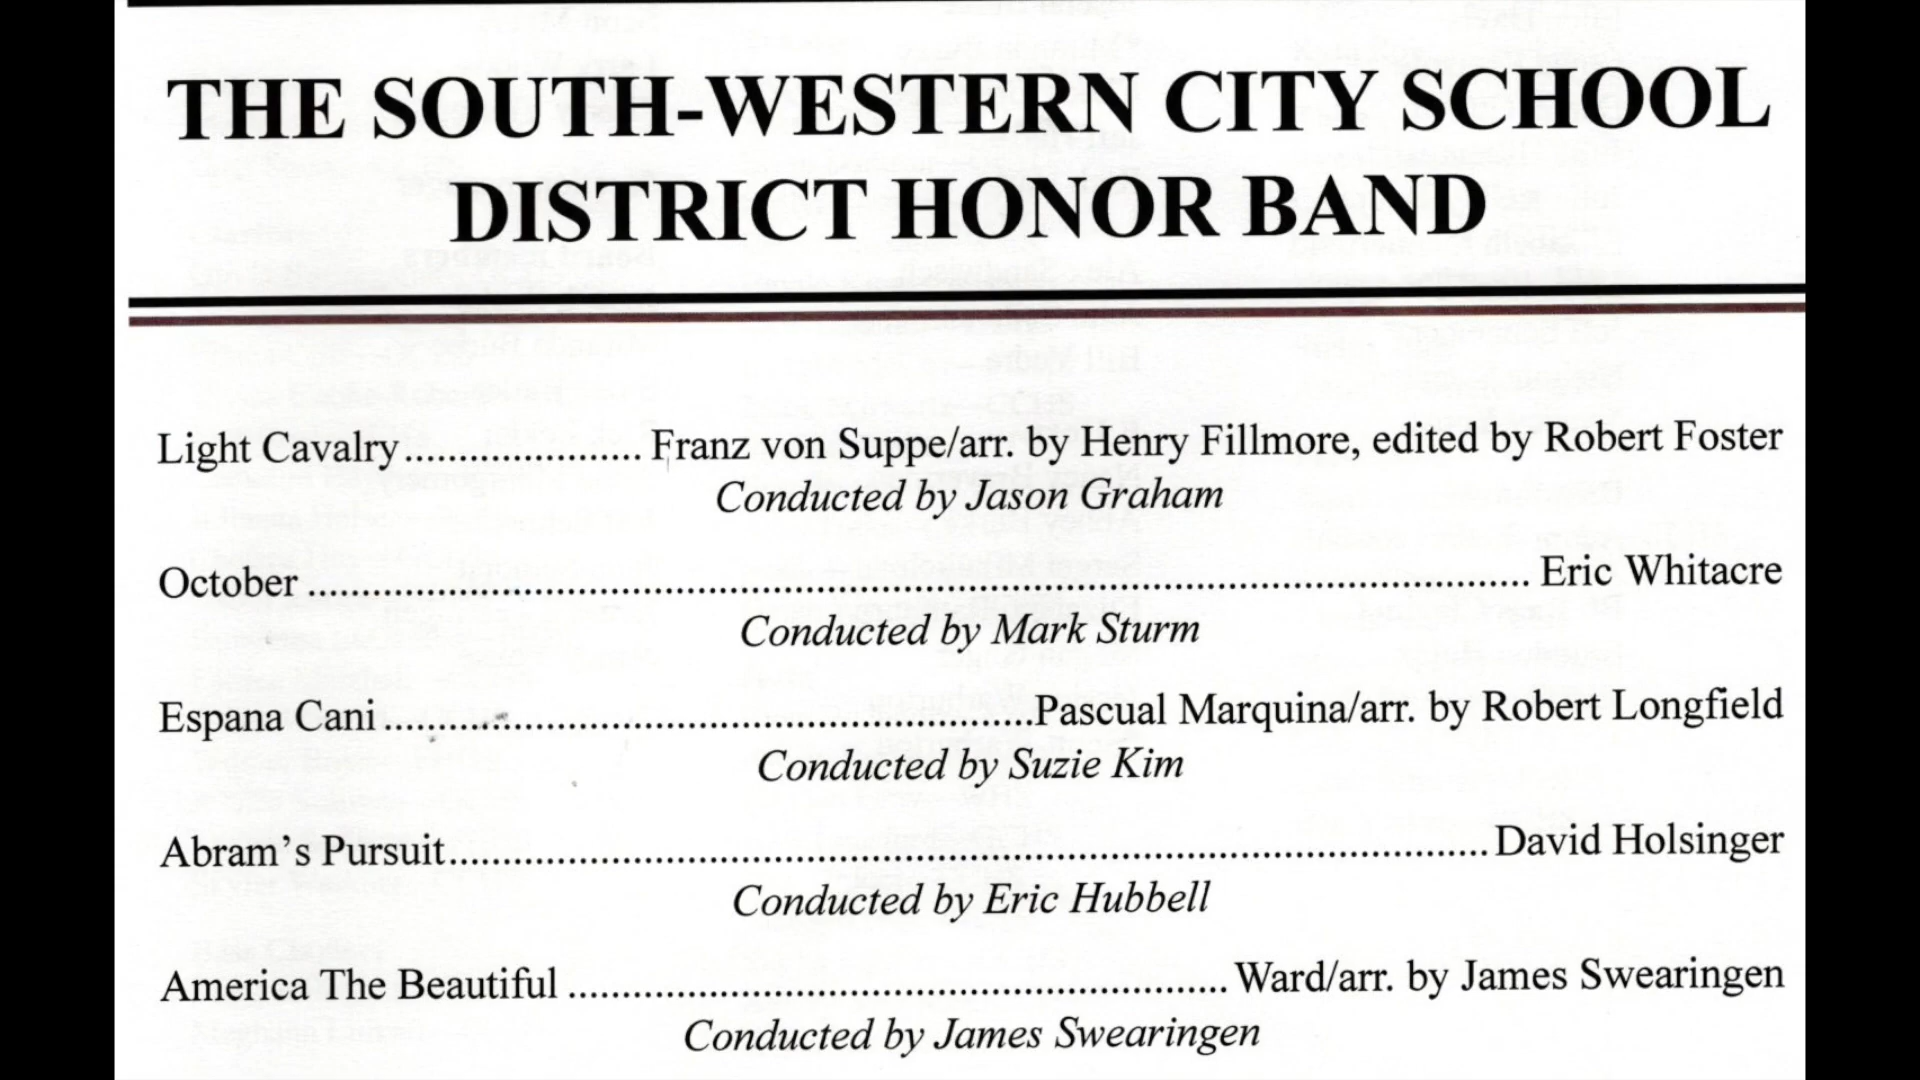 THE SOUTH-WESTERN CITY SCHOOL
DISTRICT HONOR BAND
Light Cavalry...................... Franz von Suppe/arr. by Henry Fillmore, edited by Robert Foster
Conducted by Jason Graham
October .................................................................................................................. Eric Whitacre
Conducted by Mark Sturm
Espana Cani .............................................................Pascual Marquina/arr. by Robert Longfield
Conducted by Suzie Kim
Abram’s Pursuit..................................................................................................David Holsinger
Conducted by Eric Hubbell
America The Beautiful .............................................................. Ward/arr. by James Swearingen
Conducted by James Swearingen